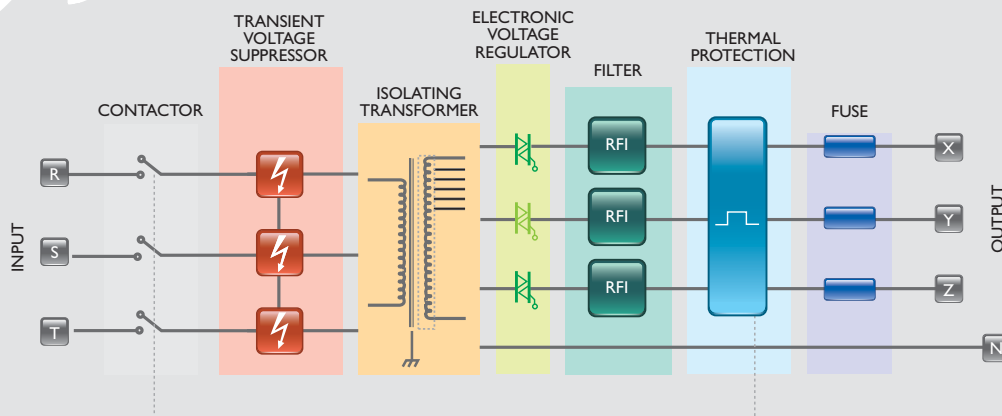 TRANSIENT
VOLTAGE
SUPPRESSOR
ELECTRONIC
VOLTAGE
REGULATOR
THERMAL
PROTECTION
FILTER
ISOLATING
TRANSFORMER
CONTACTOR
FUSE
INPUT
R
S
T
RFI
RFI
RFI
X
Y
Z
N
OUTPUT